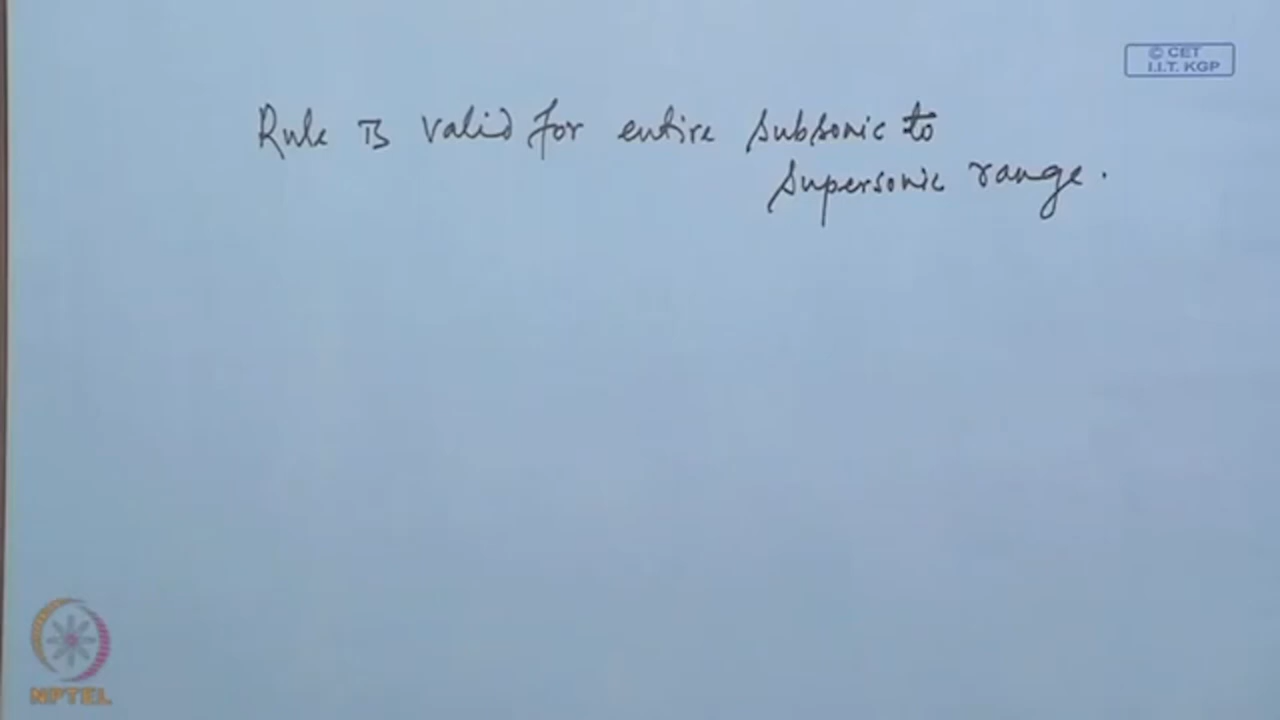 © CET
I.I.T. KGP
Rule is valid for entire subsonic to
supersonic range.
NPTEL